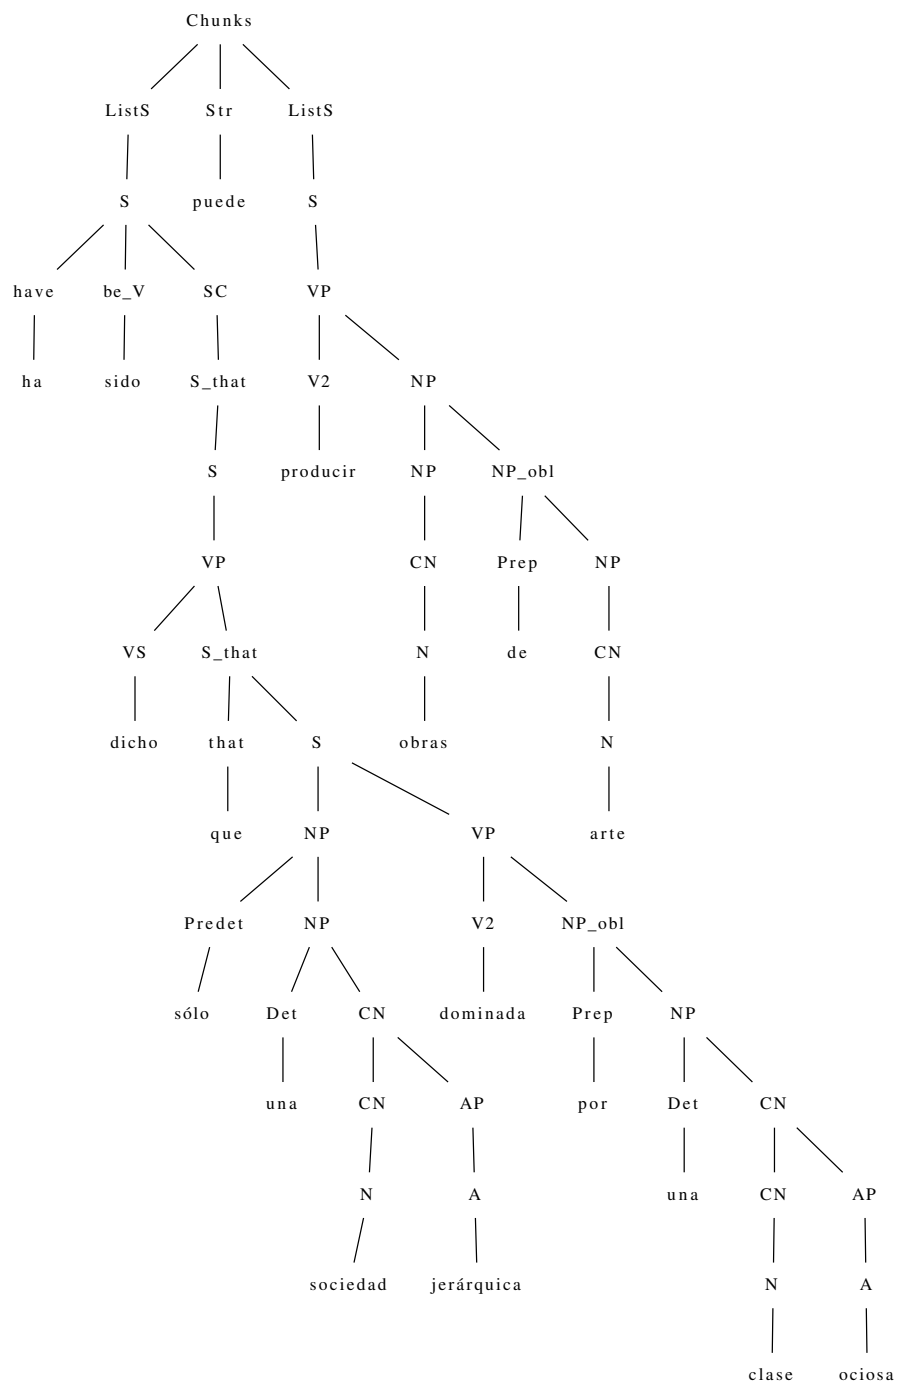 Chunks
ListS Str ListS
S puede S
have be_V SC VP
ha sido S_that V2 NP
S producir NP NP_obl
VP CN Prep NP
VS S_that N de CN
dicho that S obras N
que NP VP arte
Predet NP V2 NP_obl
sólo Det CN dominada Prep NP
una CN AP por Det CN
N A una CN AP
sociedad jerárquica N A
clase ociosa